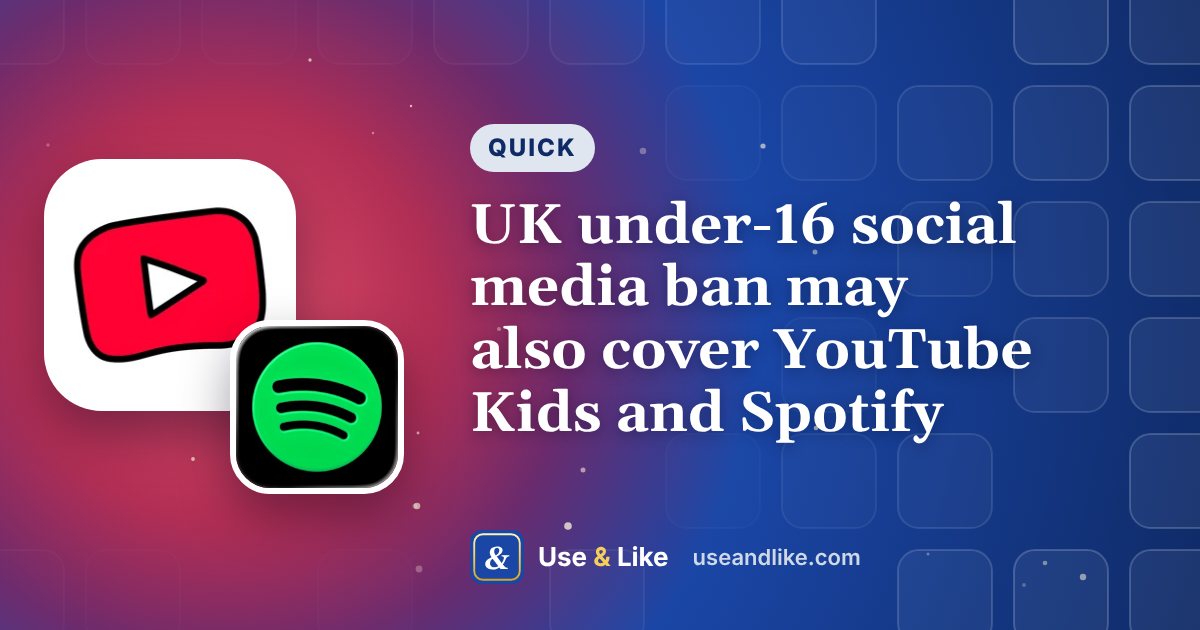 QUICK
UK under-16 social
media ban may
also cover YouTube
Kids and Spotify
& Use & Like useandlike.com